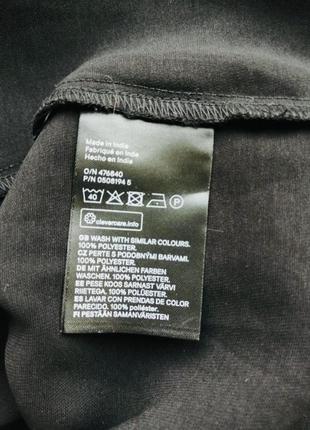 Made in India
Fabriqué en Inde
Hecho en India
O/N 476840
P/N 0508194 5
40 P
clevercare.info
GB WASH WITH SIMILAR COLOURS.
100% POLYESTER.
CZ PERTE S PODOBNÝMI BARVAMI.
100% POLYESTER.
DE MIT ÄHNLICHEN FARBEN
WASCHEN. 100% POLYESTER.
EE PESE KOOS SARNAST VÄRVI
RIIETEGA. 100% POLÜESTER.
ES LAVAR CON PRENDAS DE COLOR
PARECIDO. 100% poliéster.
FI PESTÄÄN SAMANVÄRISTEN